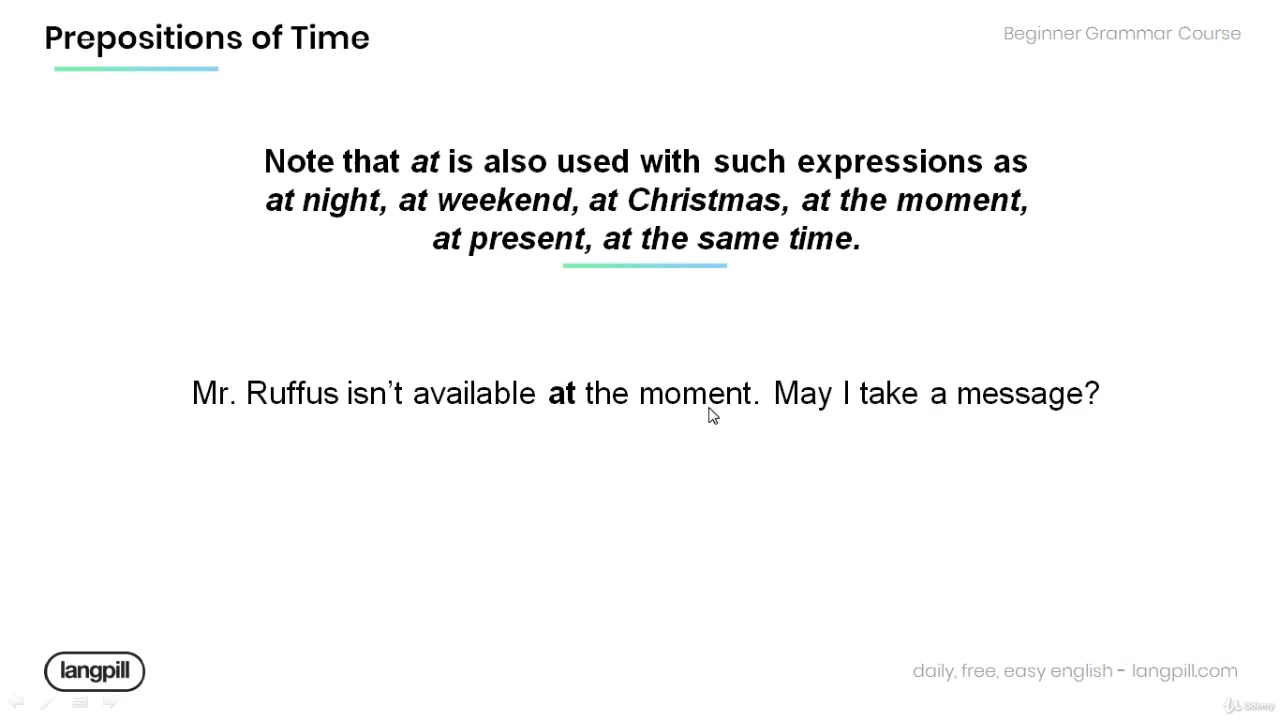 Prepositions of Time
Beginner Grammar Course
Note that at is also used with such expressions as
at night, at weekend, at Christmas, at the moment,
at present, at the same time.
Mr. Ruffus isn’t available at the moment. May I take a message?
langpill
daily, free, easy english - langpill.com
Udemy